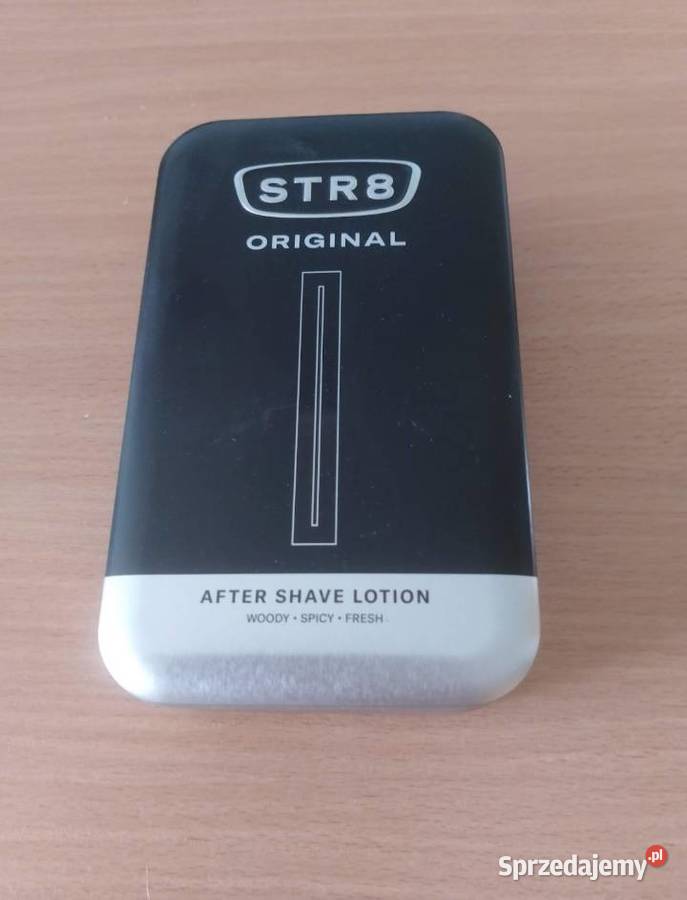 STR8
ORIGINAL
AFTER SHAVE LOTION
WOODY • SPICY • FRESH
Sprzedajemy.pl